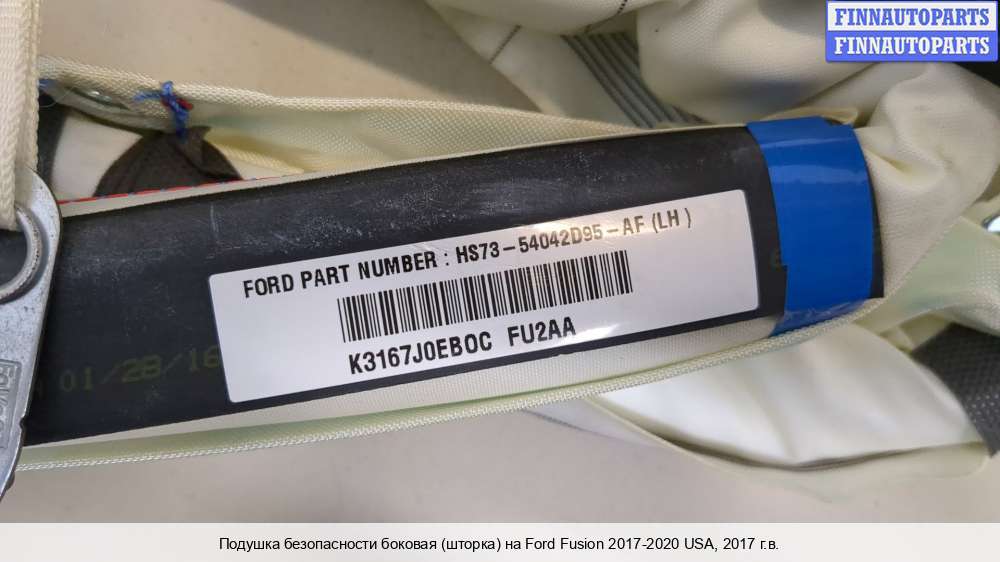 FINNAUTOPARTS
FINNAUTOPARTS
FORD PART NUMBER : HS73-54042D95-AF (LH )
K3167J0EB0C FU2AA
01/28/16
Подушка безопасности боковая (шторка) на Ford Fusion 2017-2020 USA, 2017 г.в.